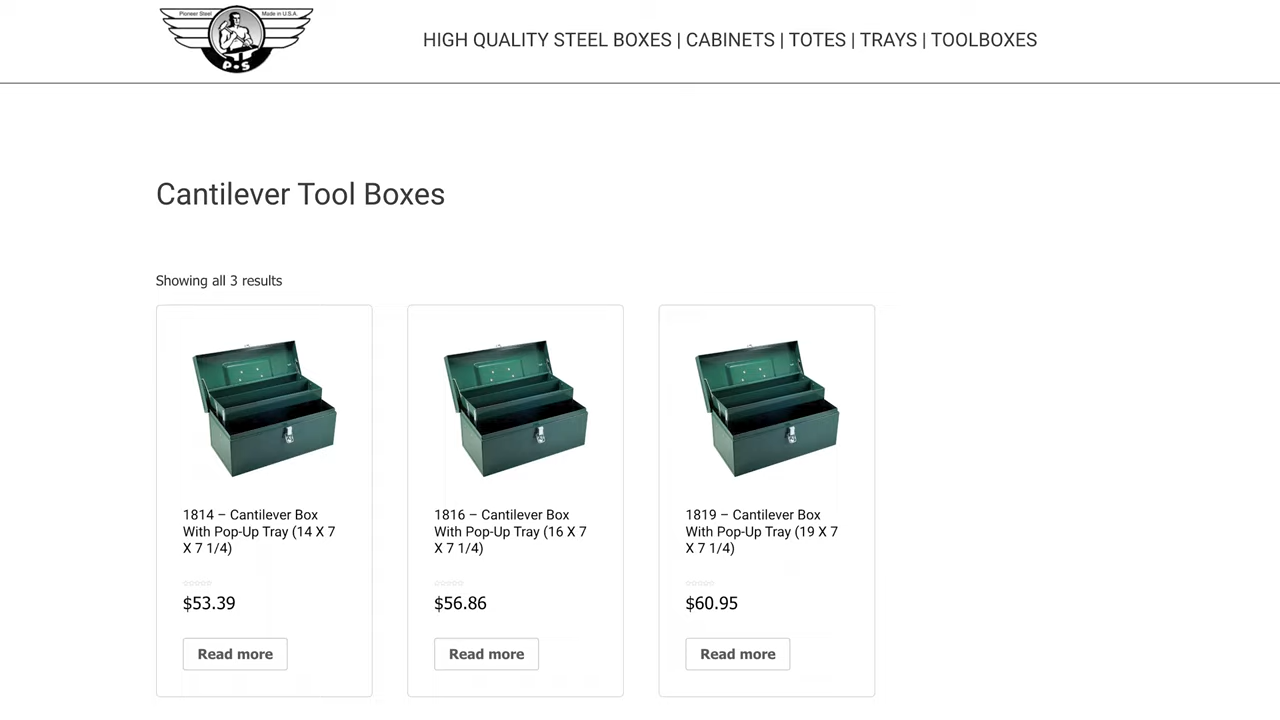 Pioneer Steel
Made in U.S.A.
P • S
HIGH QUALITY STEEL BOXES | CABINETS | TOTES | TRAYS | TOOLBOXES
Cantilever Tool Boxes
Showing all 3 results
1814 – Cantilever Box
With Pop-Up Tray (14 X 7
X 7 1/4)
$53.39
Read more
1816 – Cantilever Box
With Pop-Up Tray (16 X 7
X 7 1/4)
$56.86
Read more
1819 – Cantilever Box
With Pop-Up Tray (19 X 7
X 7 1/4)
$60.95
Read more